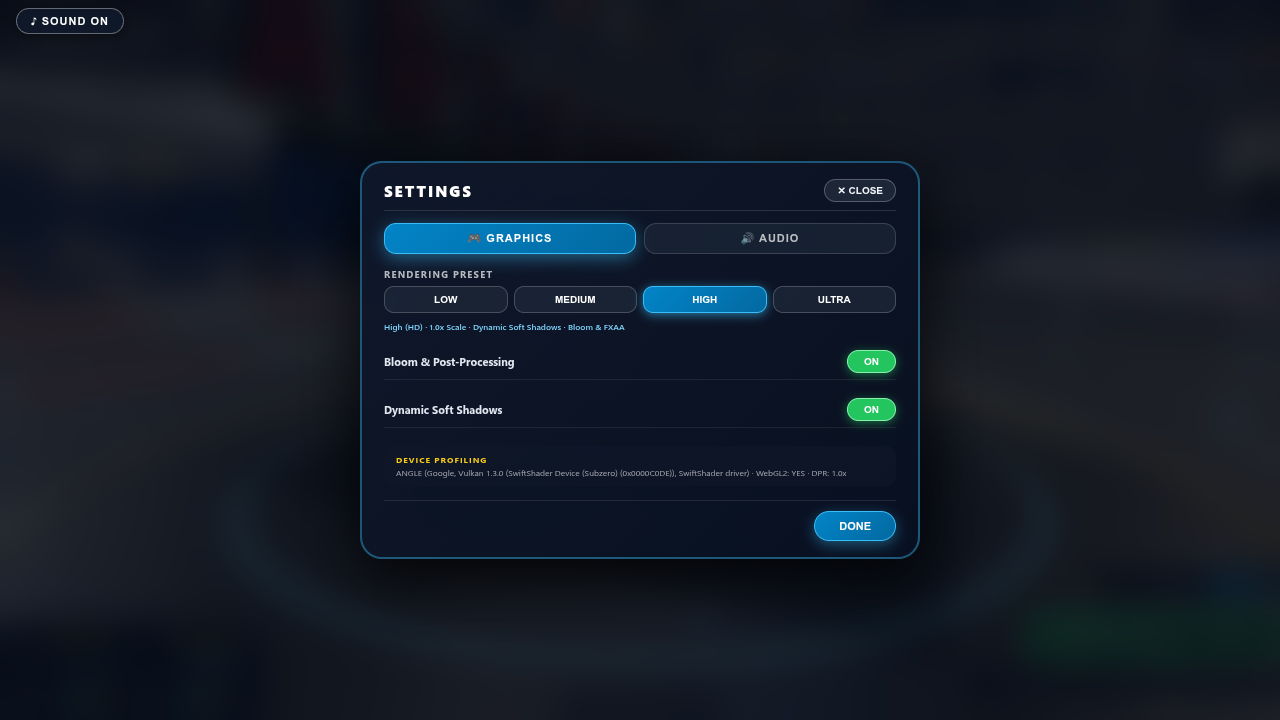 ♪ SOUND ON
SETTINGS
✕ CLOSE
🎮 GRAPHICS
🔊 AUDIO
RENDERING PRESET
LOW
MEDIUM
HIGH
ULTRA
High (HD) · 1.0x Scale · Dynamic Soft Shadows · Bloom & FXAA
Bloom & Post-Processing
ON
Dynamic Soft Shadows
ON
DEVICE PROFILING
ANGLE (Google, Vulkan 1.3.0 (SwiftShader Device (Subzero) (0x0000C0DE)), SwiftShader driver) · WebGL2: YES · DPR: 1.0x
DONE